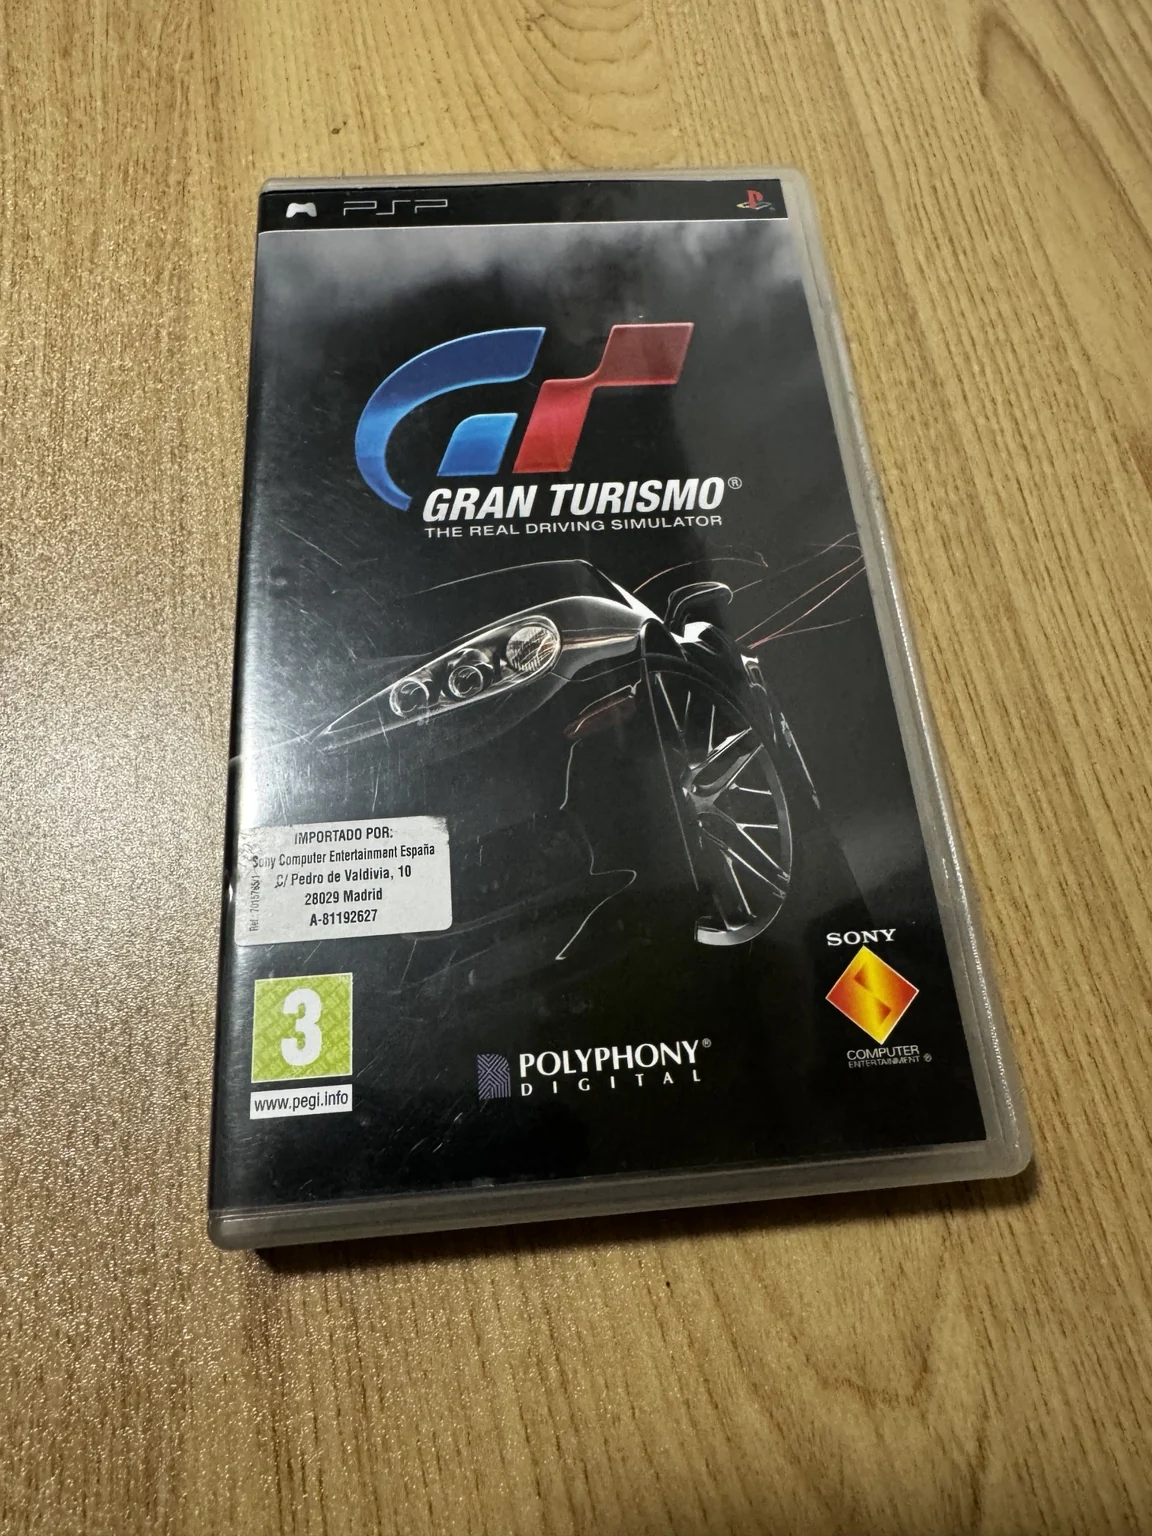 PSP
GT
GRAN TURISMO®
THE REAL DRIVING SIMULATOR
IMPORTADO POR:
Sony Computer Entertainment España
C/ Pedro de Valdivia, 10
28029 Madrid
A-81192627
3
www.pegi.info
POLYPHONY®
DIGITAL
SONY
COMPUTER
ENTERTAINMENT®